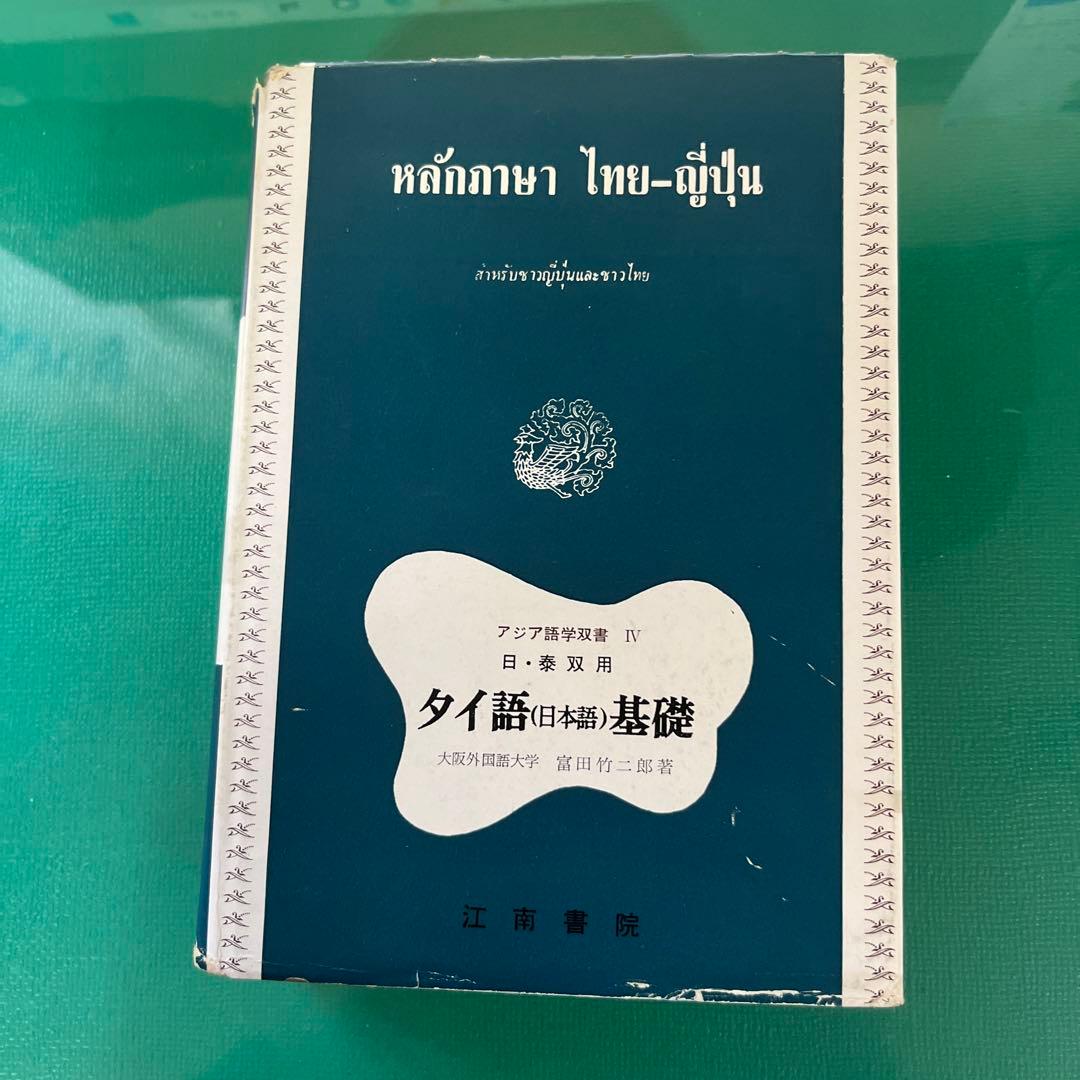 หลักภาษา ไทย-ญี่ปุ่น
สำหรับชาวญี่ปุ่นและชาวไทย
アジア語学双書 IV
日・泰双用
タイ語(日本語)基礎
大阪外国語大学 富田竹二郎著
江南書院